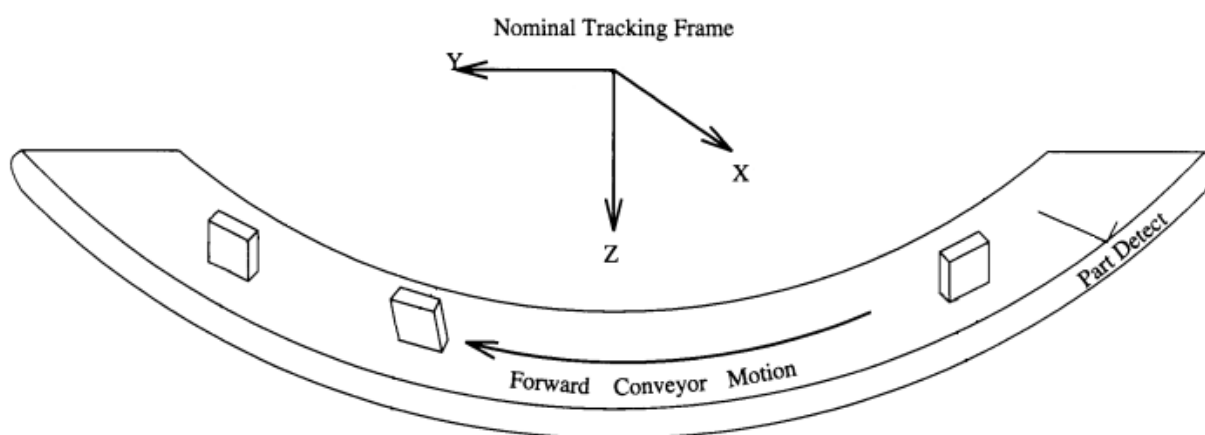 Nominal Tracking Frame
Y
X
Z
Part Detect
Forward Conveyor Motion